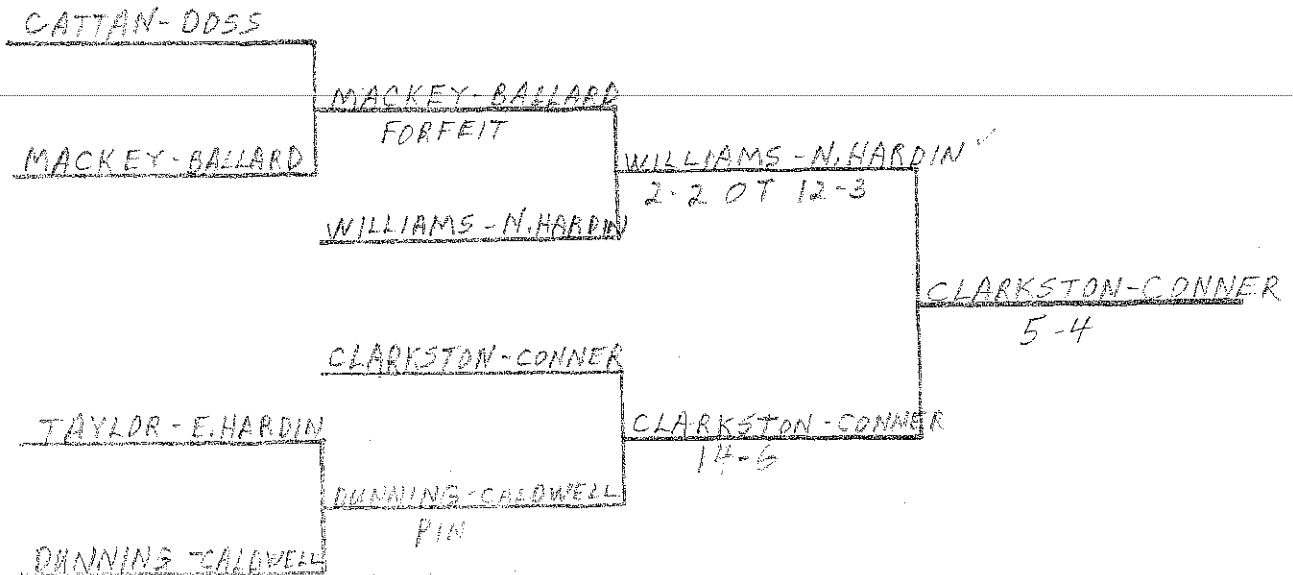 CATTAN-DOSS
MACKEY-BALLARD
FORFEIT
MACKEY-BALLARD
WILLIAMS-N.HARDIN
2-2 OT 12-3
WILLIAMS-N.HARDIN
CLARKSTON-CONNER
5-4
CLARKSTON-CONNER
TAYLOR-E.HARDIN
CLARKSTON-CONNER
14-6
DUNNING-CALDWELL
PIN
DUNNING-CALDWELL